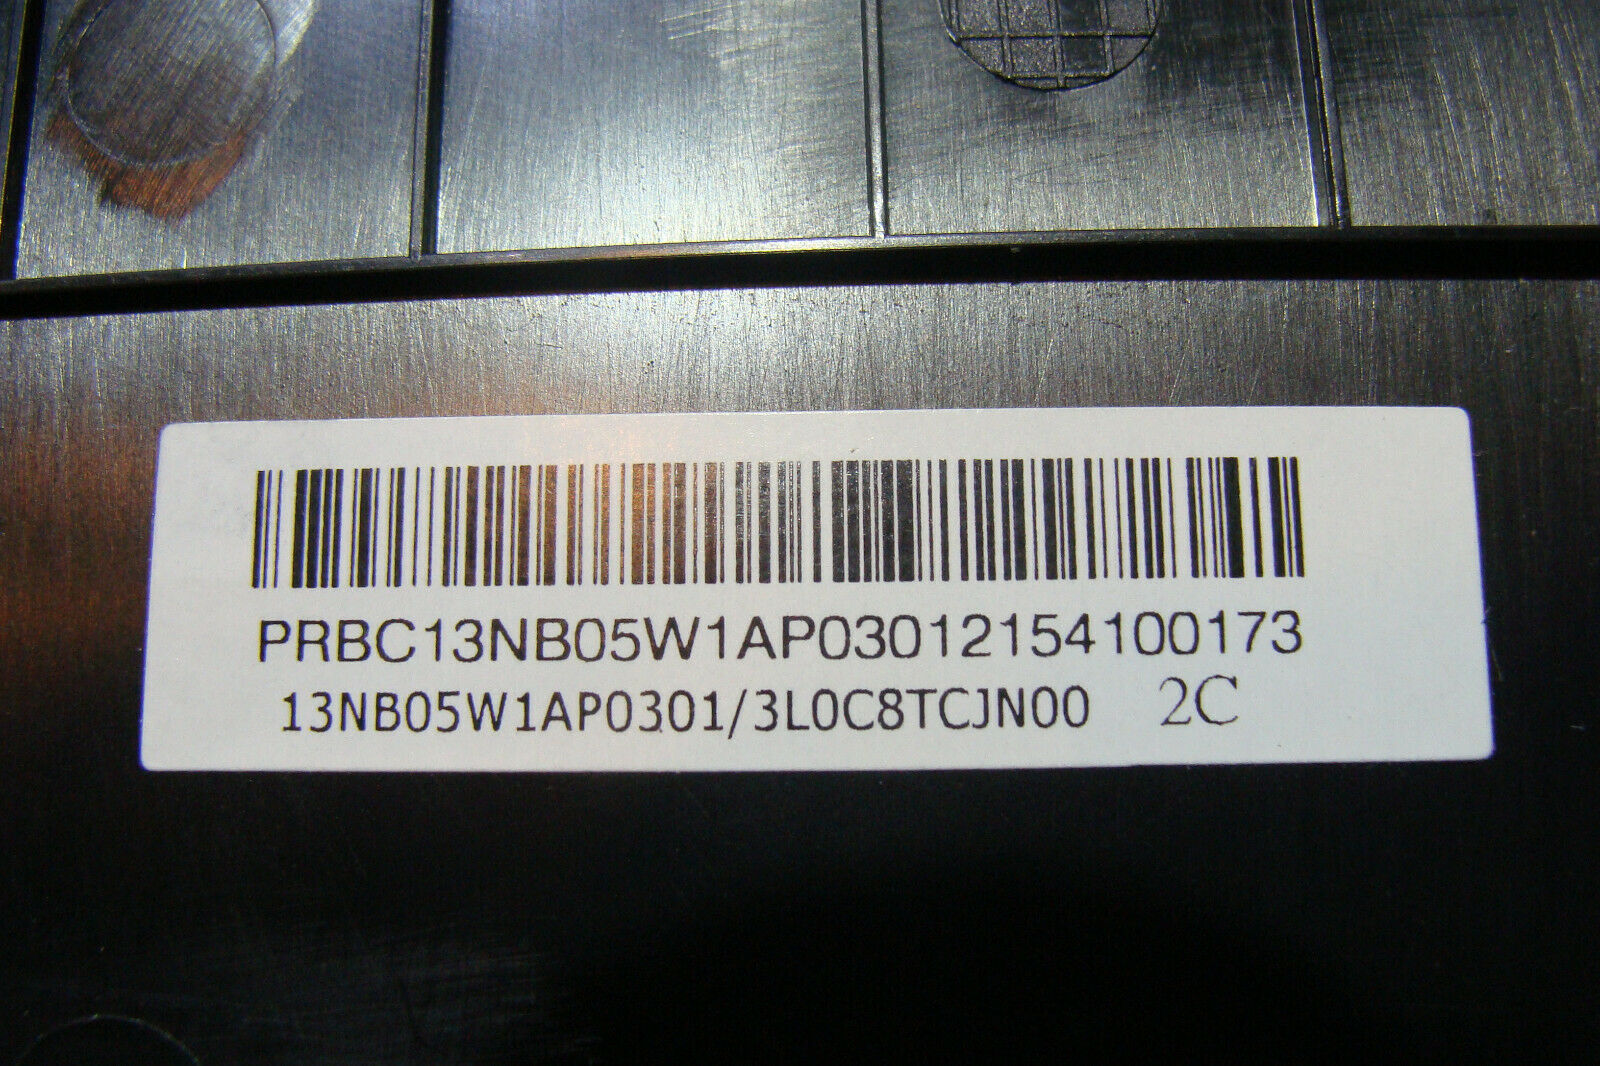 PRBC13NB05W1AP03012154100173
13NB05W1AP0301/3L0C8TCJN00 2C